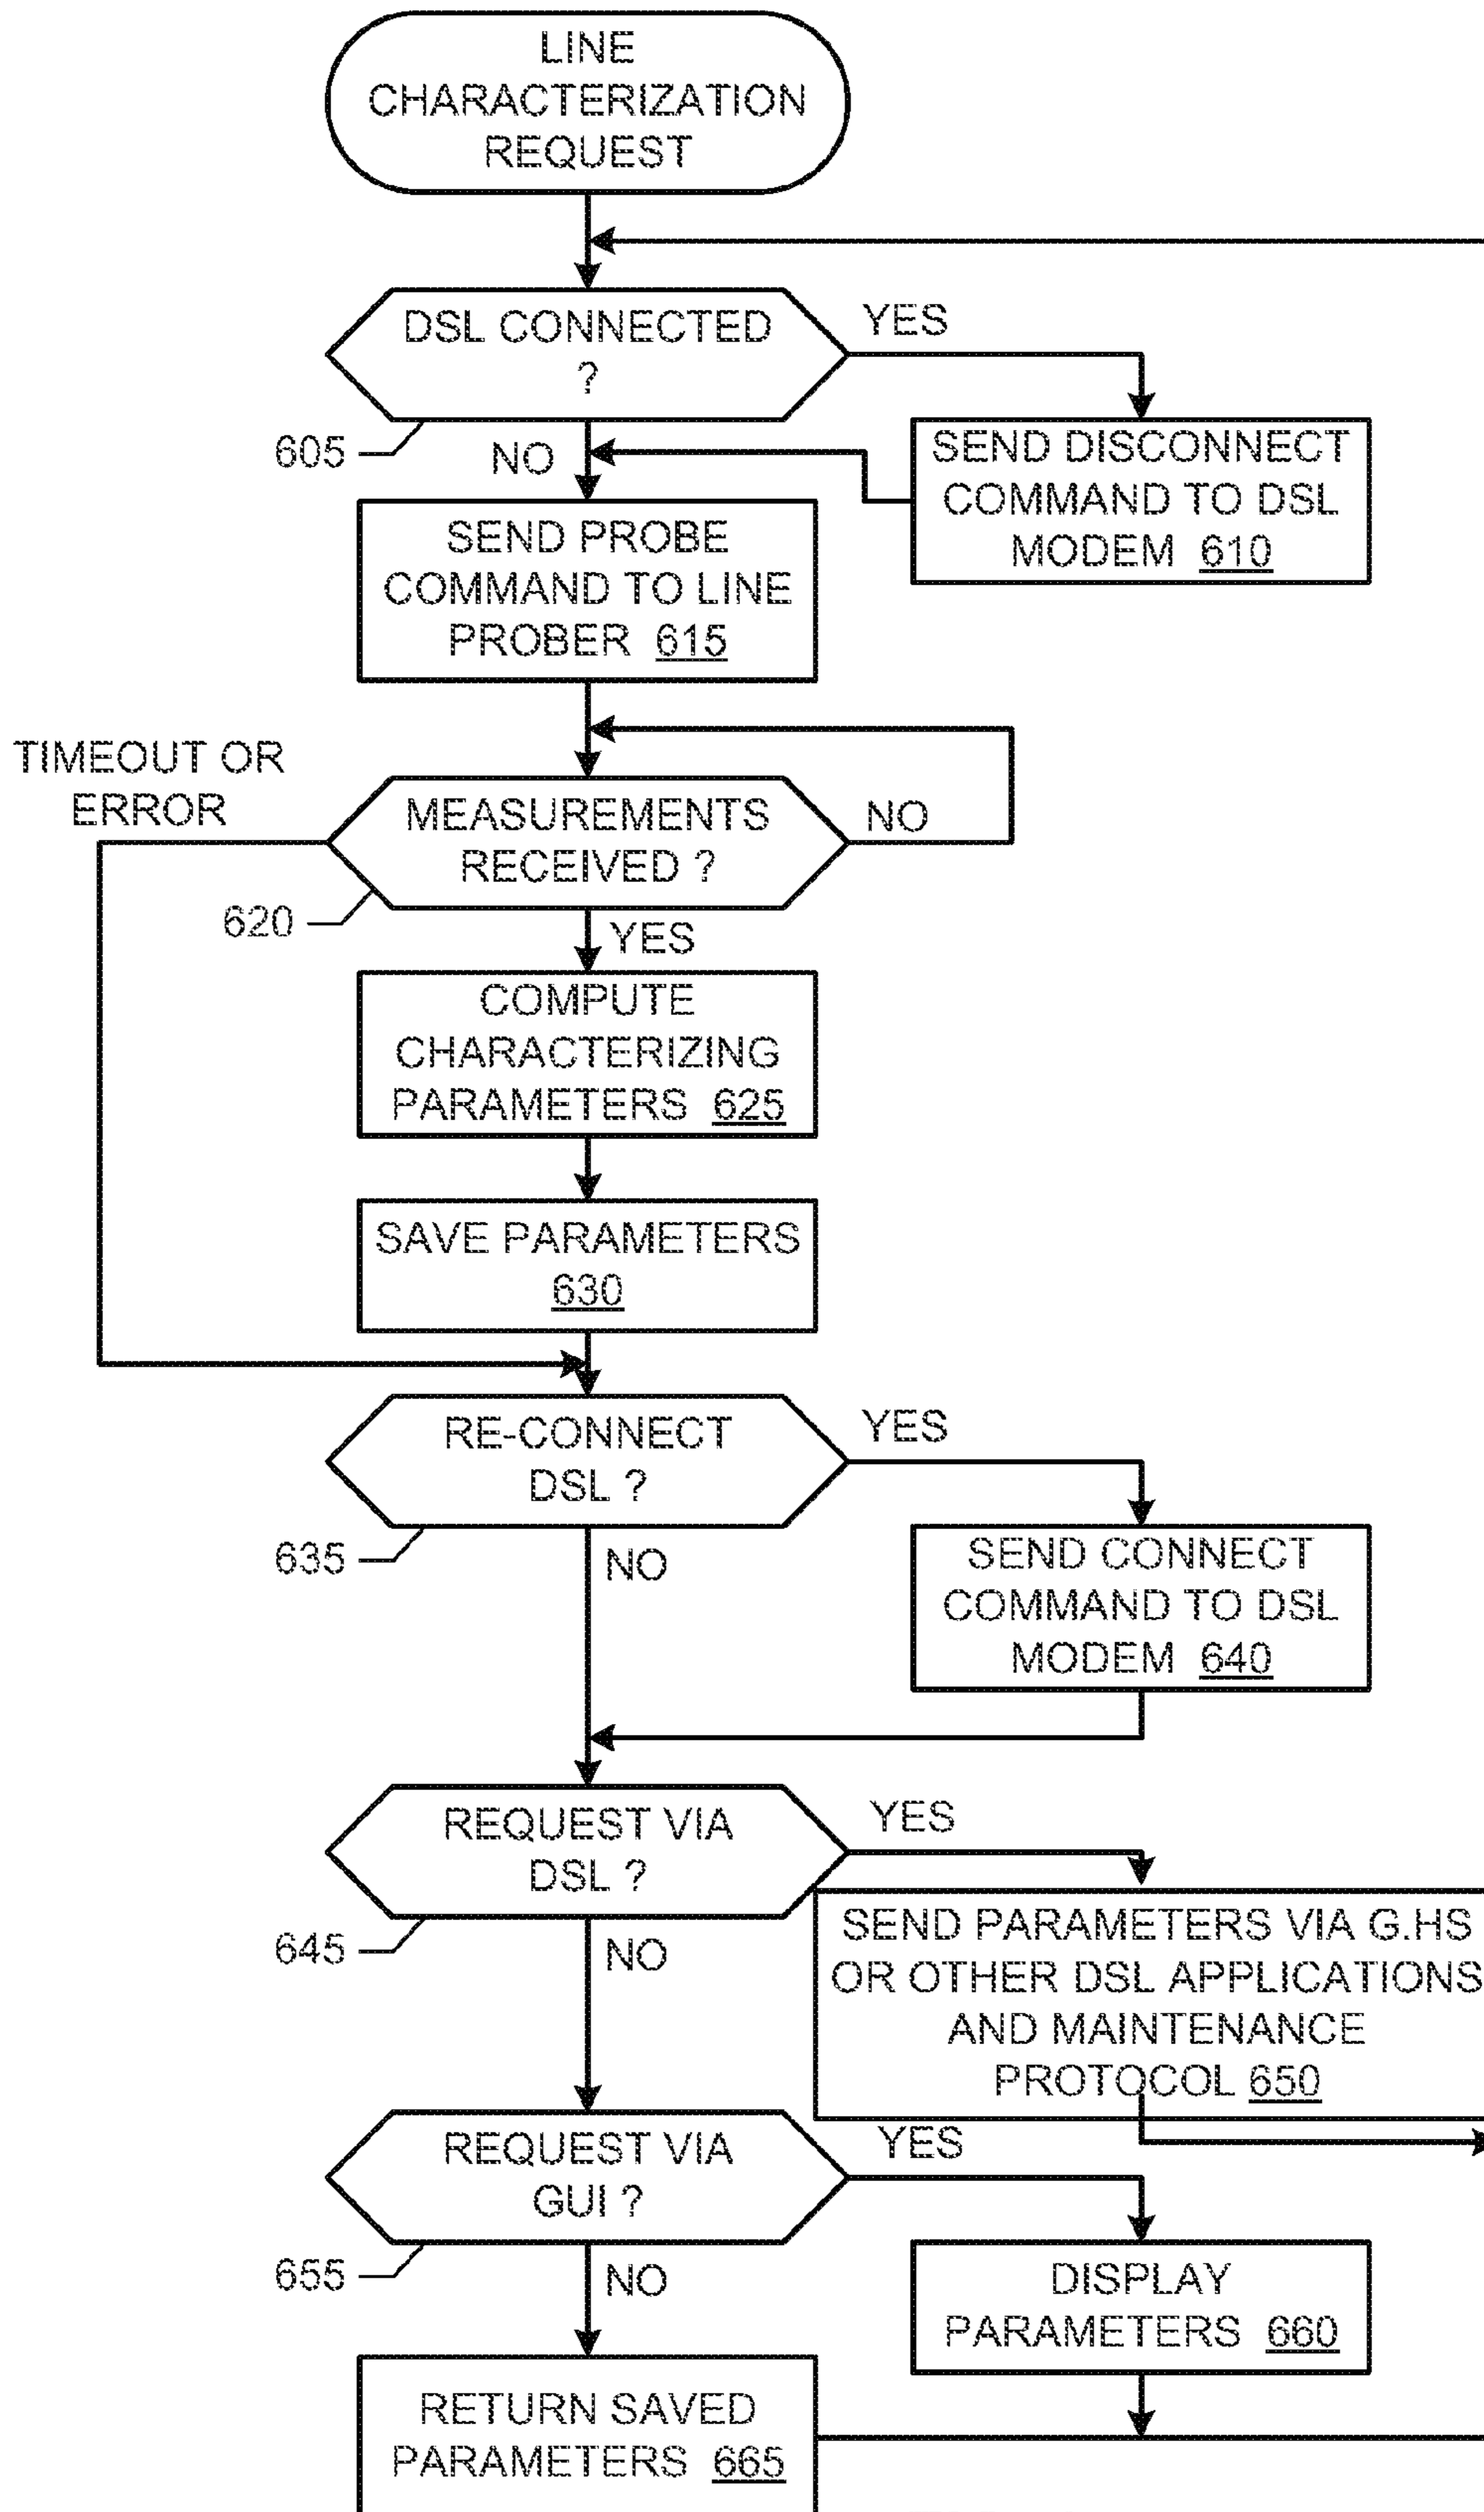 LINE
CHARACTERIZATION
REQUEST
DSL CONNECTED
?
YES
605
NO
SEND DISCONNECT
COMMAND TO DSL
MODEM 610
SEND PROBE
COMMAND TO LINE
PROBER 615
TIMEOUT OR
ERROR
MEASUREMENTS
RECEIVED ?
NO
620
YES
COMPUTE
CHARACTERIZING
PARAMETERS 625
SAVE PARAMETERS
630
RE-CONNECT
DSL ?
YES
635
NO
SEND CONNECT
COMMAND TO DSL
MODEM 640
REQUEST VIA
DSL ?
YES
645
NO
SEND PARAMETERS VIA G.HS
OR OTHER DSL APPLICATIONS
AND MAINTENANCE
PROTOCOL 650
REQUEST VIA
GUI ?
YES
655
NO
DISPLAY
PARAMETERS 660
RETURN SAVED
PARAMETERS 665